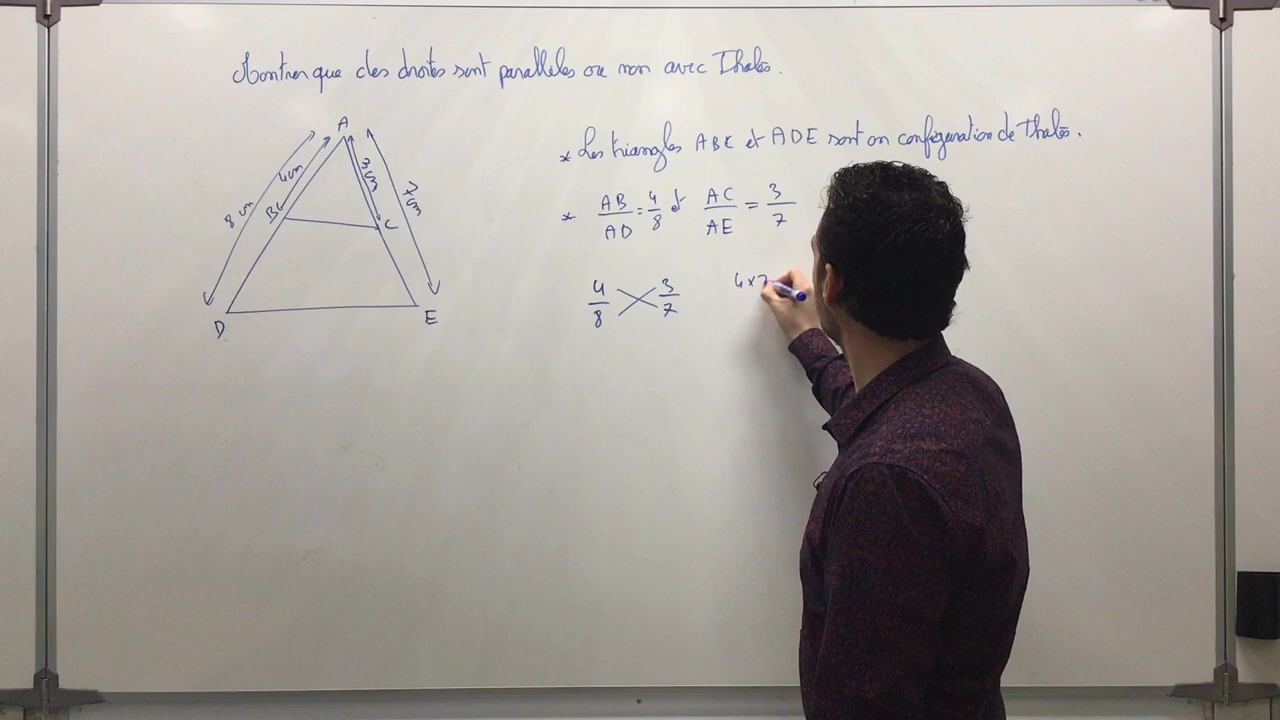 Montrer que des droites sont parallèles ou non avec Thalès.
A
8 cm
4 cm
3 cm
7 cm
B
C
D
E
* Les triangles ABC et ADE sont en configuration de Thalès.
* AB/AD = 4/8 et AC/AE = 3/7
4/8 3/7
4 x 7